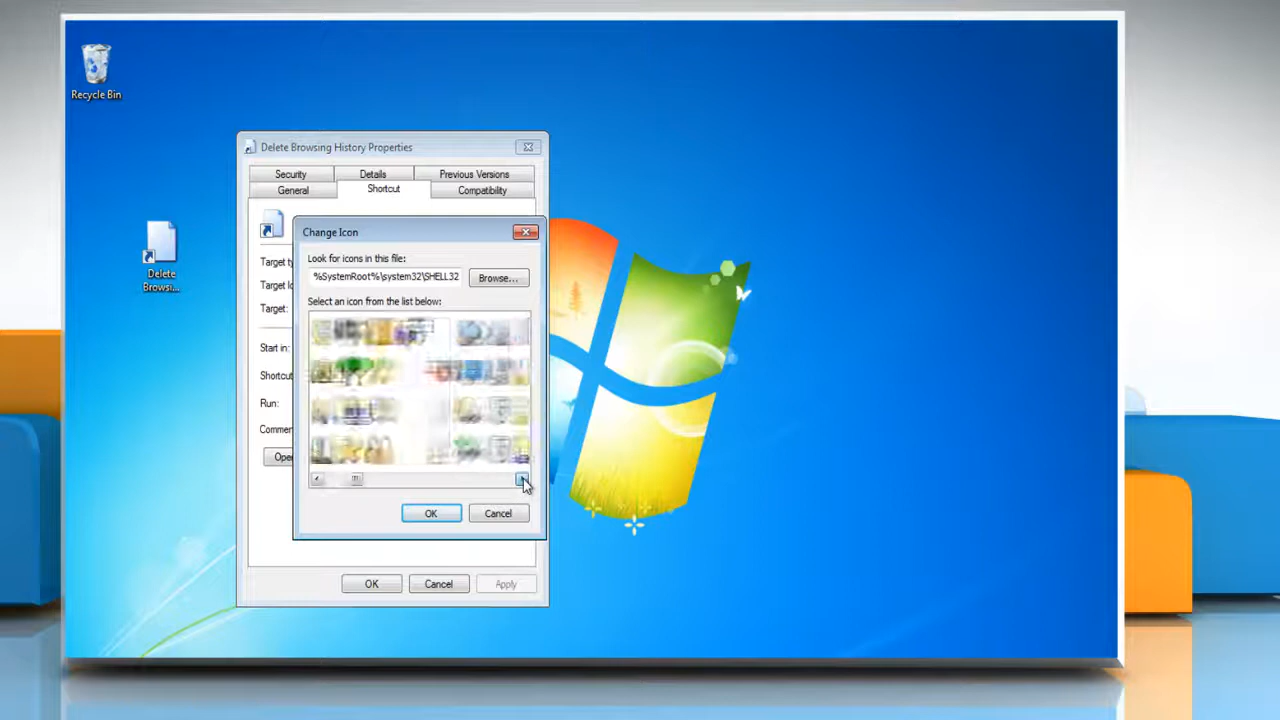 Recycle Bin
Delete Browsing History Properties
Security
Details
Previous Versions
General
Shortcut
Compatibility
Delete
Browsi...
Change Icon
Look for icons in this file:
%SystemRoot%\system32\SHELL32
Browse...
Select an icon from the list below:
Target
Target
Target:
Start in:
Shortcut
Run:
Comme
Ope
OK
Cancel
OK
Cancel
Apply